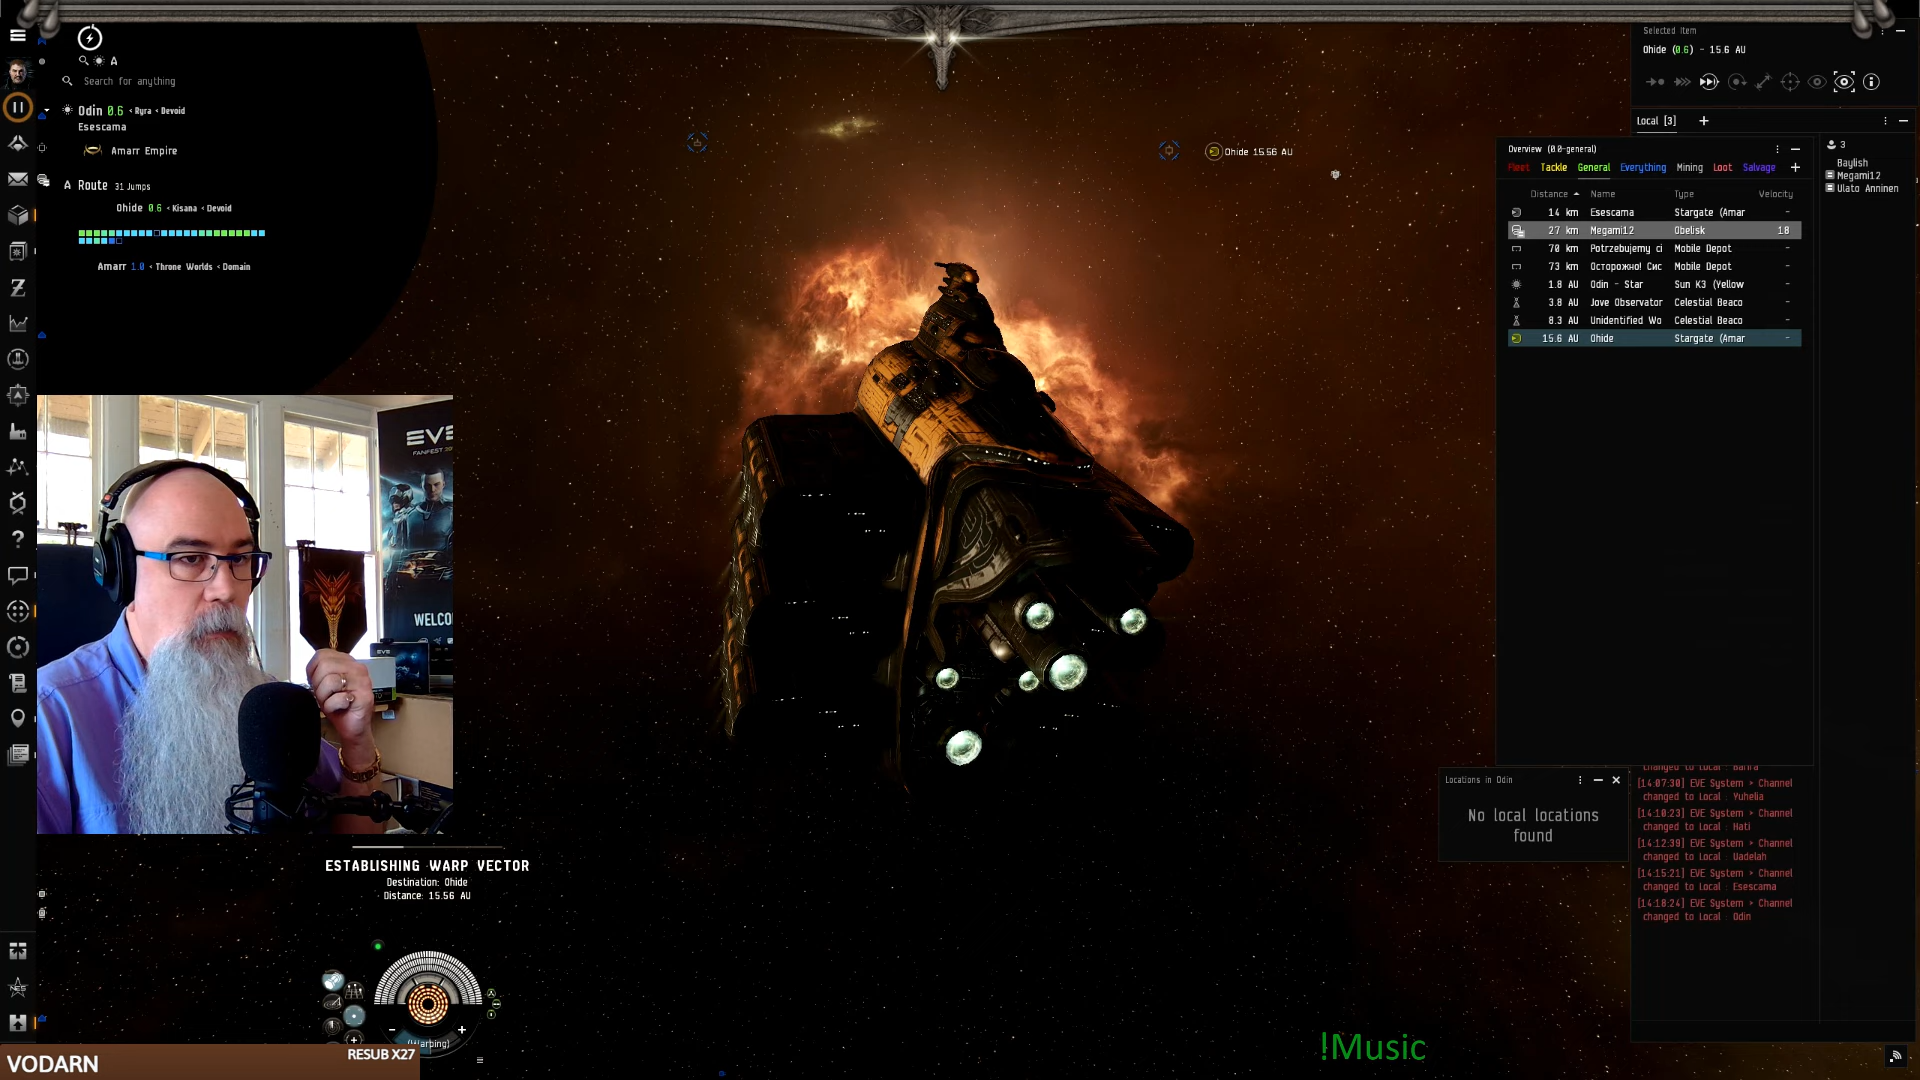 A
Search for anything
Odin 0.6 < Ryra < Devoid
Esescama
Amarr Empire
A Route 31 Jumps
Ohide 0.6 < Kisana < Devoid
Amarr 1.0 < Throne Worlds < Domain
Ohide 15.56 AU
Selected Item
Ohide (0.6) - 15.6 AU
Local [3]
3
Baylish
Megami12
Ulato Anninen
Overview (0.0-general)
Fleet Tackle General Everything Mining Loot Salvage
Distance Name Type Velocity
14 km Esescama Stargate (Amar -
27 km Megami12 Obelisk 18
70 km Potrzebujemy ci Mobile Depot -
73 km Осторожно! Сис Mobile Depot -
1.8 AU Odin - Star Sun K3 (Yellow -
3.8 AU Jove Observator Celestial Beaco -
8.3 AU Unidentified Wo Celestial Beaco -
15.6 AU Ohide Stargate (Amar -
EVE
FANFEST
WELCO
EVE
Locations in Odin
No local locations
found
[14:07:30] EVE System > Channel
changed to Local : Yuhelia
[14:10:23] EVE System > Channel
changed to Local : Hati
[14:12:39] EVE System > Channel
changed to Local : Uadelah
[14:15:21] EVE System > Channel
changed to Local : Esescama
[14:18:24] EVE System > Channel
changed to Local : Odin
ESTABLISHING WARP VECTOR
Destination: Ohide
Distance: 15.56 AU
(Warping)
NES
VODARN
RESUB X27
!Music